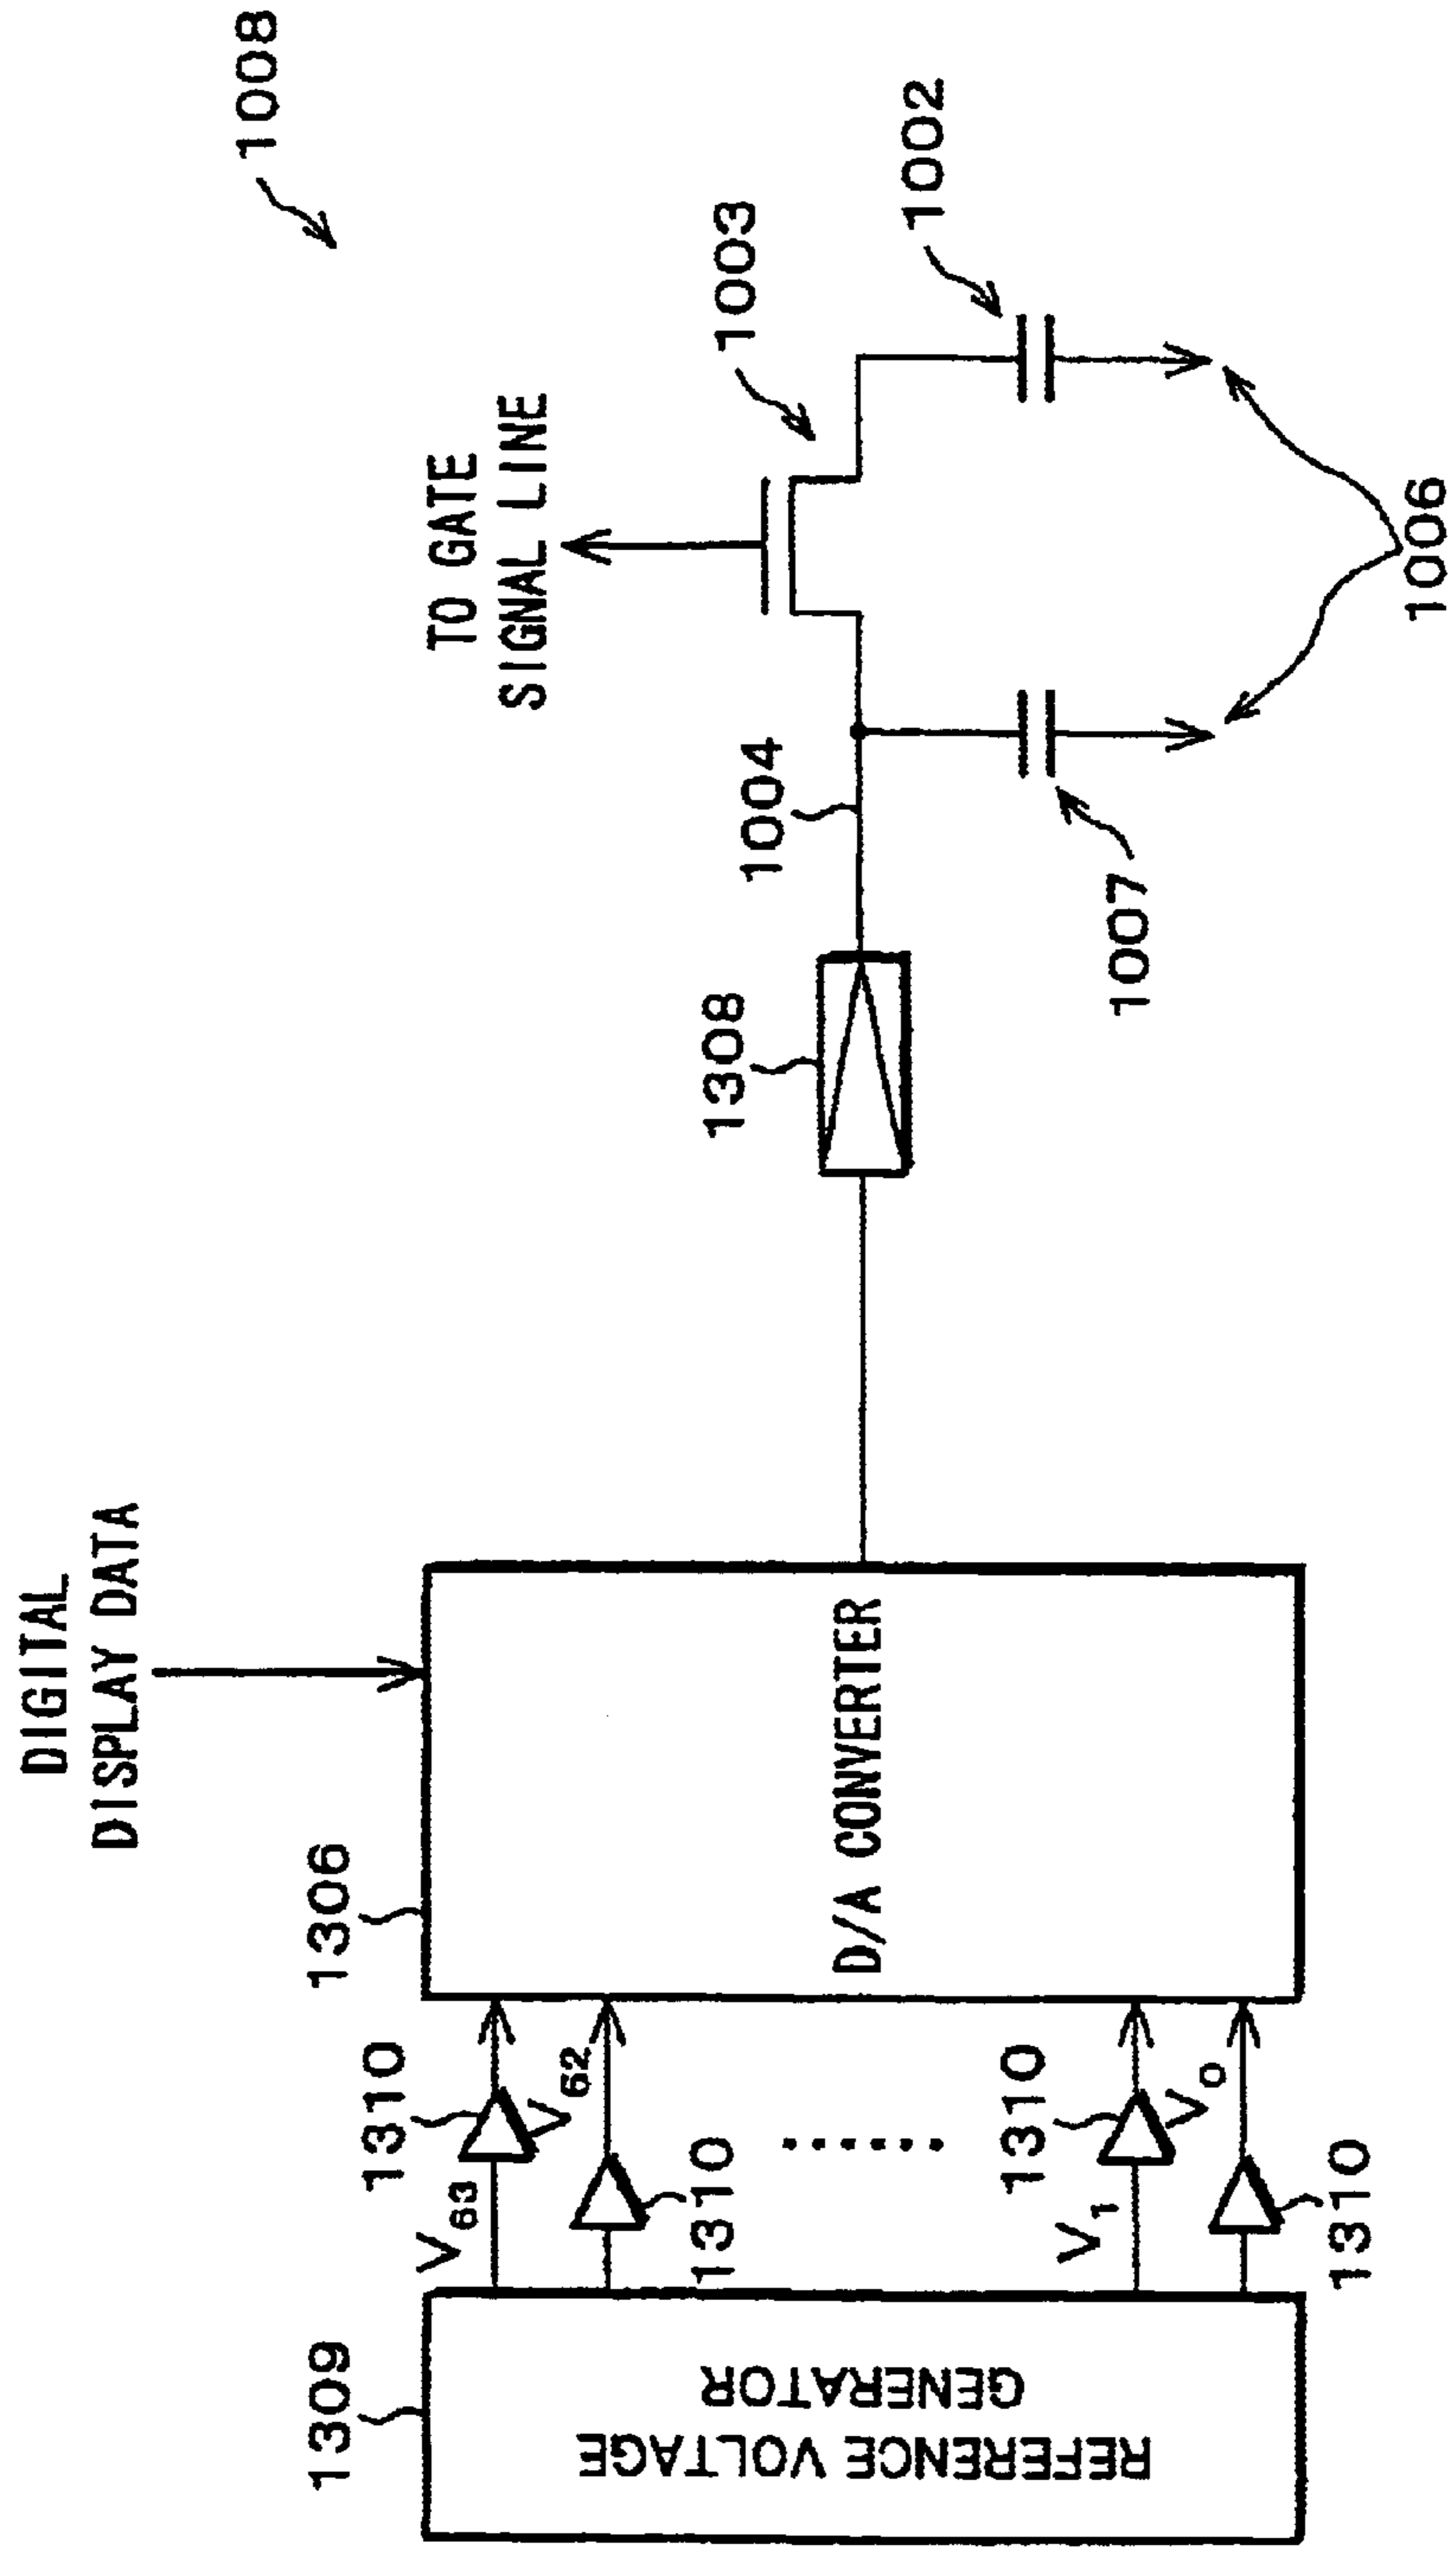 1008
DIGITAL
DISPLAY DATA
TO GATE
SIGNAL LINE
1309
1306
1310
V63
V62
1310
......
1310
V1
V0
1310
REFERENCE VOLTAGE
GENERATOR
D/A CONVERTER
1308
1004
1003
1002
1007
1006